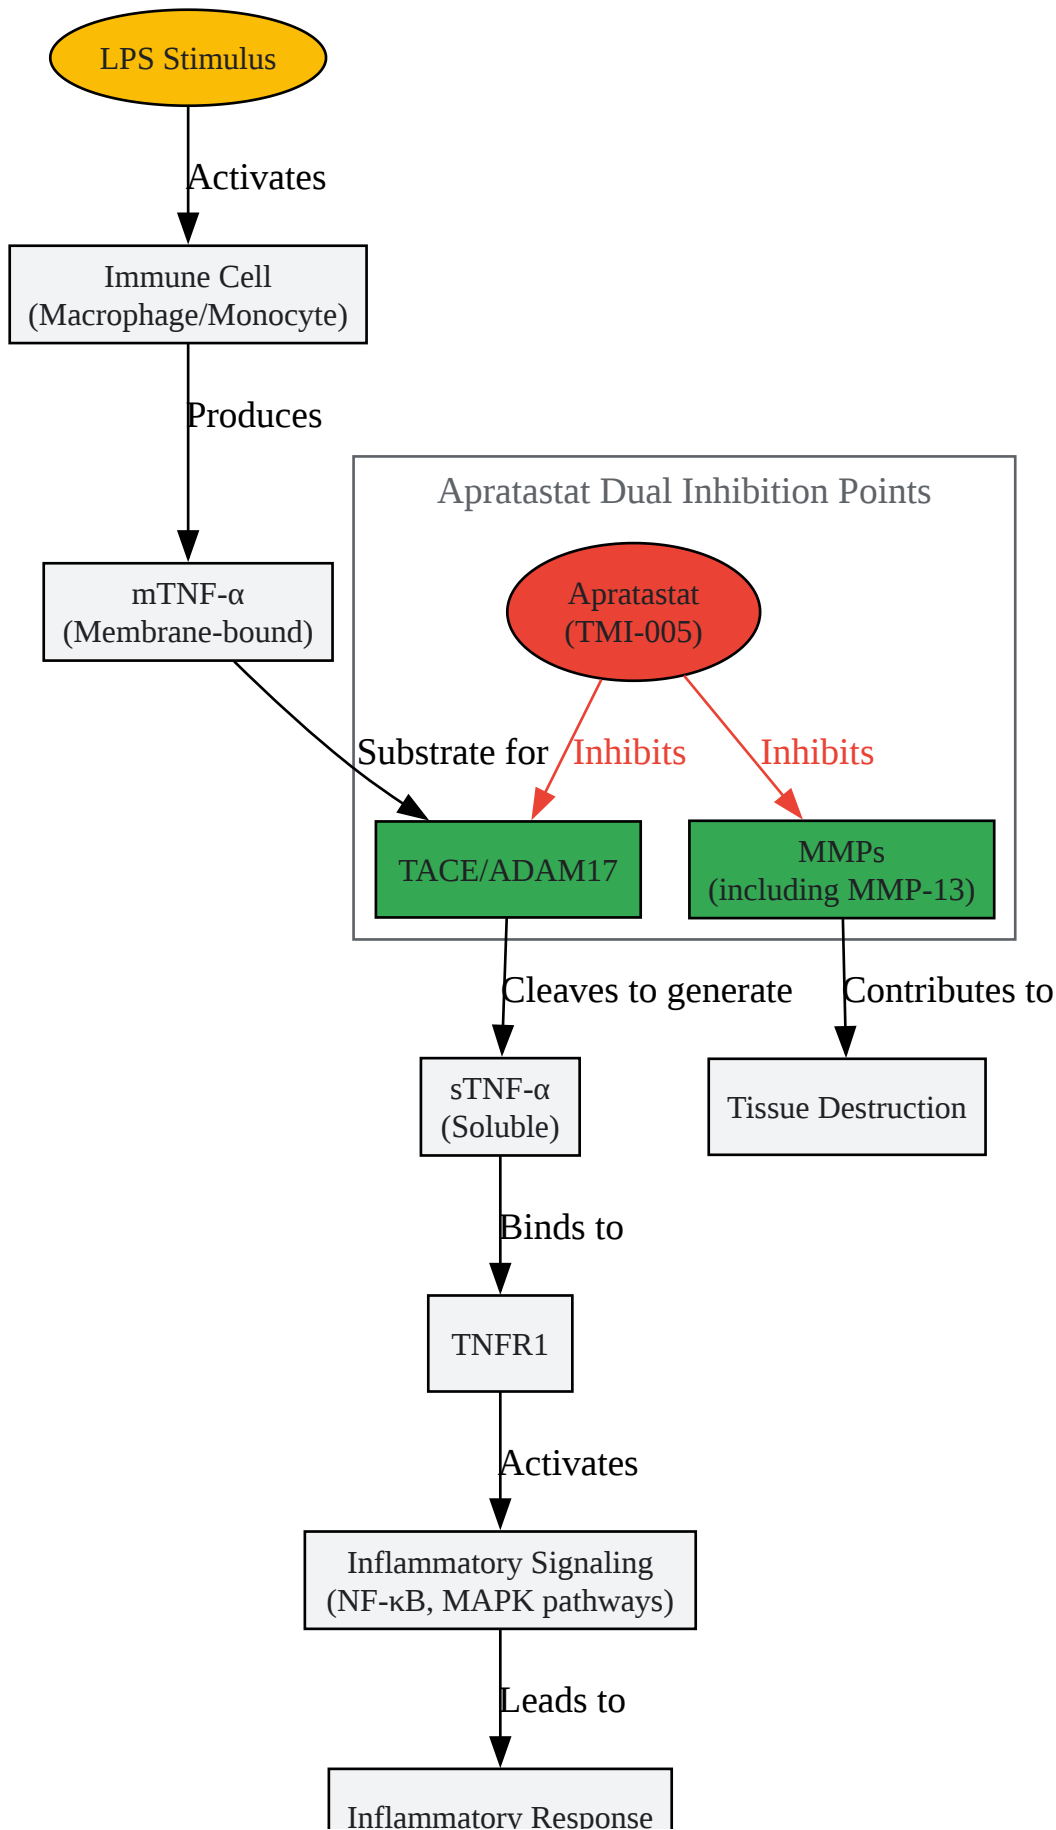 LPS Stimulus
Activates
Immune Cell
(Macrophage/Monocyte)
Produces
Apratastat Dual Inhibition Points
Apratastat
(TMI-005)
mTNF-α
(Membrane-bound)
Substrate for
Inhibits
Inhibits
TACE/ADAM17
MMPs
(including MMP-13)
Cleaves to generate
Contributes to
sTNF-α
(Soluble)
Tissue Destruction
Binds to
TNFR1
Activates
Inflammatory Signaling
(NF-κB, MAPK pathways)
Leads to
Inflammatory Response